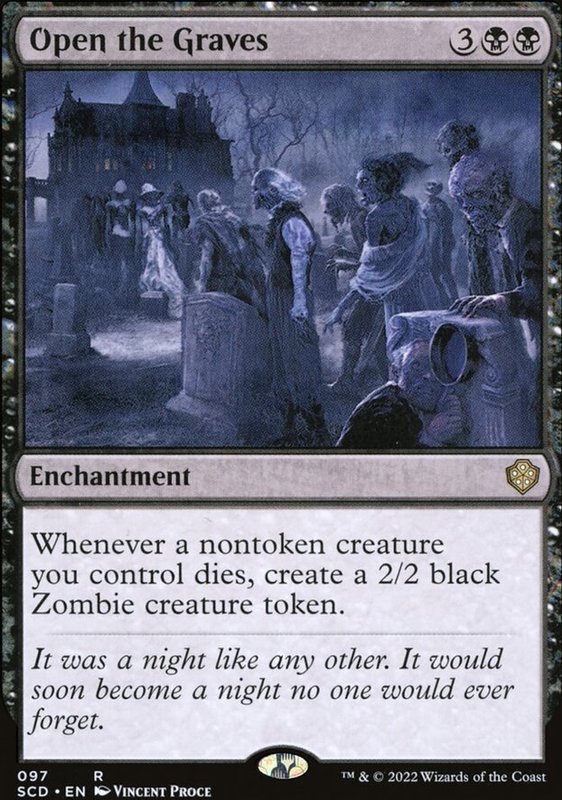 Open the Graves 3
Enchantment
Whenever a nontoken creature
you control dies, create a 2/2 black
Zombie creature token.
It was a night like any other. It would
soon become a night no one would ever
forget.
097 R
SCD • EN Vincent Proce
™ & © 2022 Wizards of the Coast